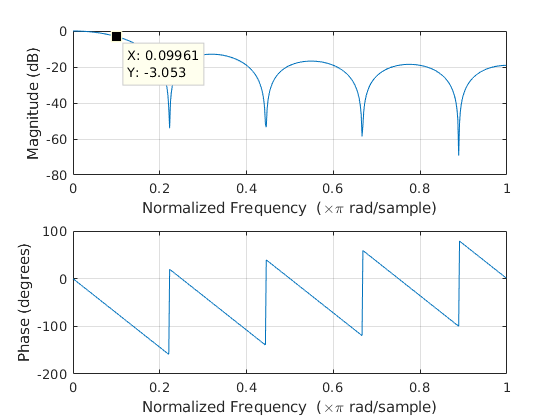 0
-20
-40
-60
-80
Magnitude (dB)
X: 0.09961
Y: -3.053
0 0.2 0.4 0.6 0.8 1
Normalized Frequency (×π rad/sample)
100
0
-100
-200
Phase (degrees)
0 0.2 0.4 0.6 0.8 1
Normalized Frequency (×π rad/sample)